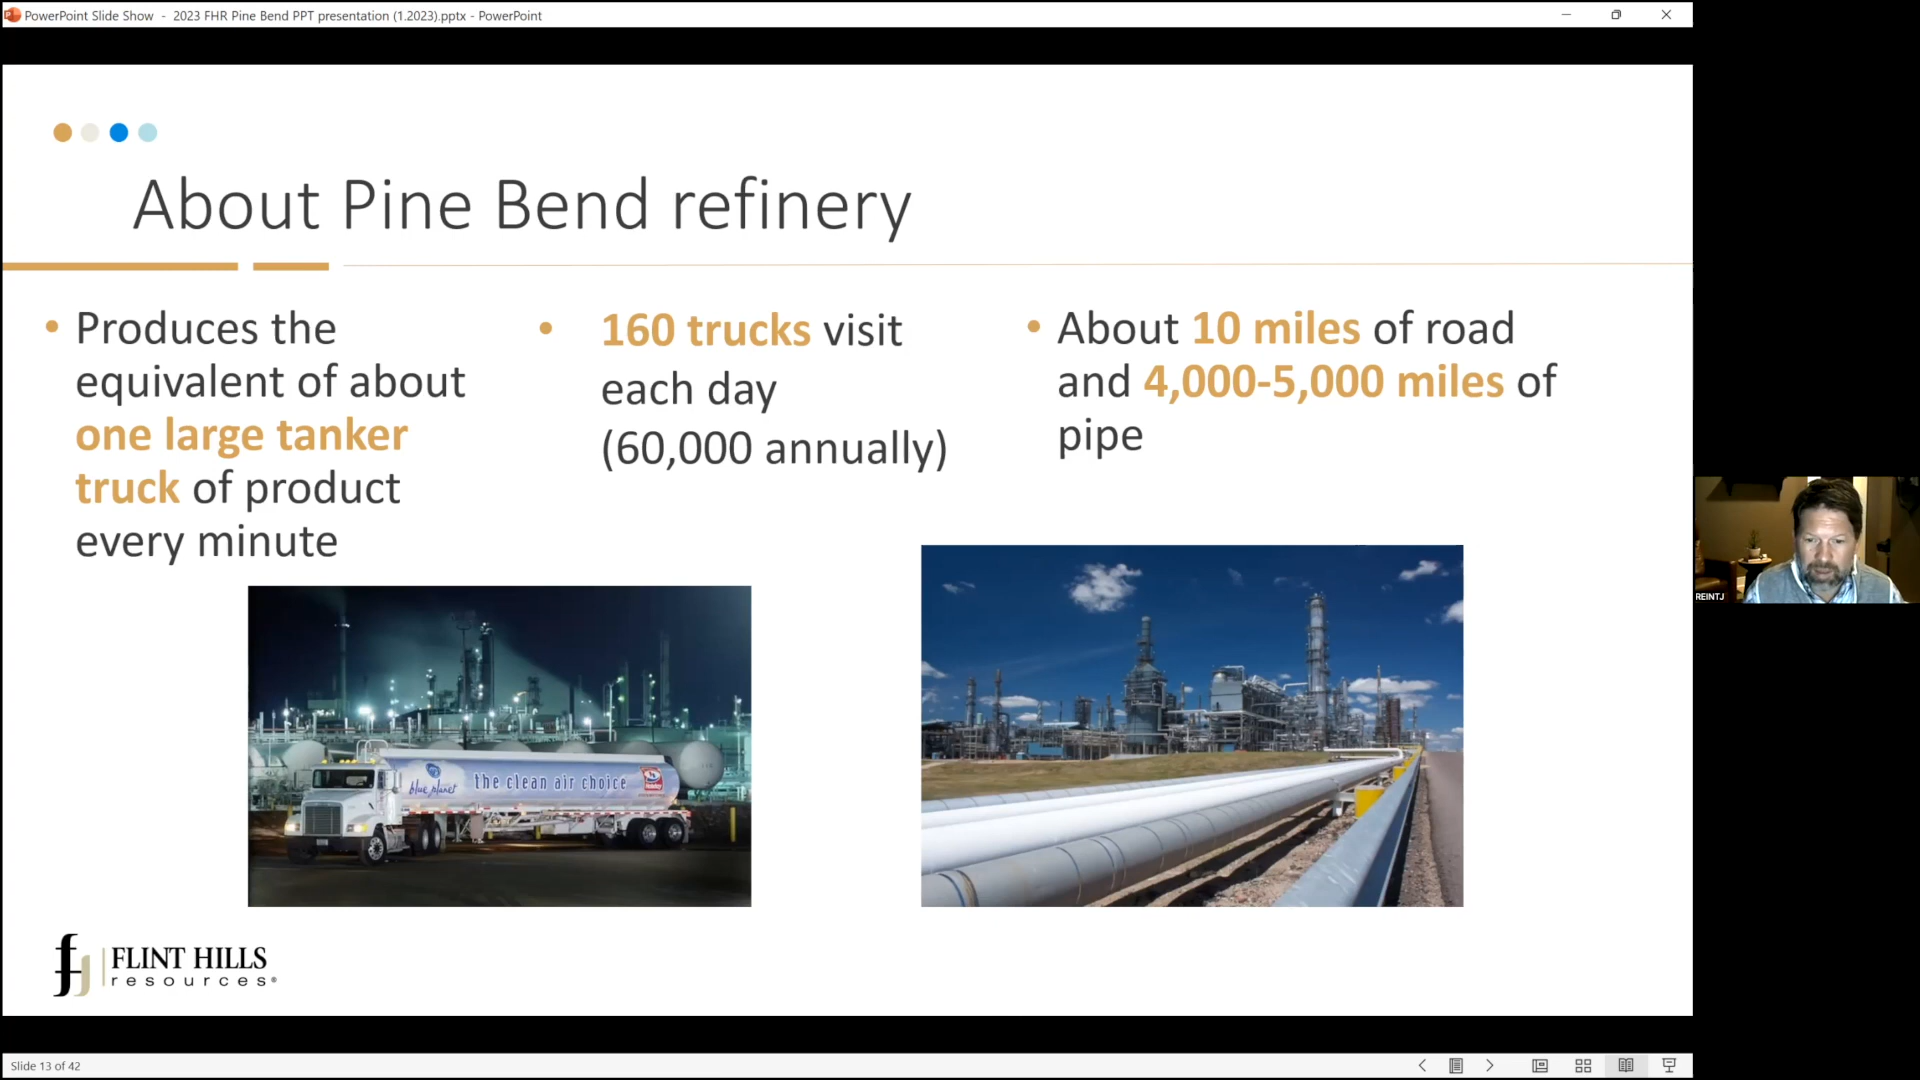 PowerPoint Slide Show - 2023 FHR Pine Bend PPT presentation (1.2023).pptx - PowerPoint
About Pine Bend refinery
• Produces the
equivalent of about
one large tanker
truck of product
every minute
• 160 trucks visit
each day
(60,000 annually)
• About 10 miles of road
and 4,000-5,000 miles of
pipe
blue planet
the clean air choice
FLINT HILLS
resources®
REINTJ
Slide 13 of 42